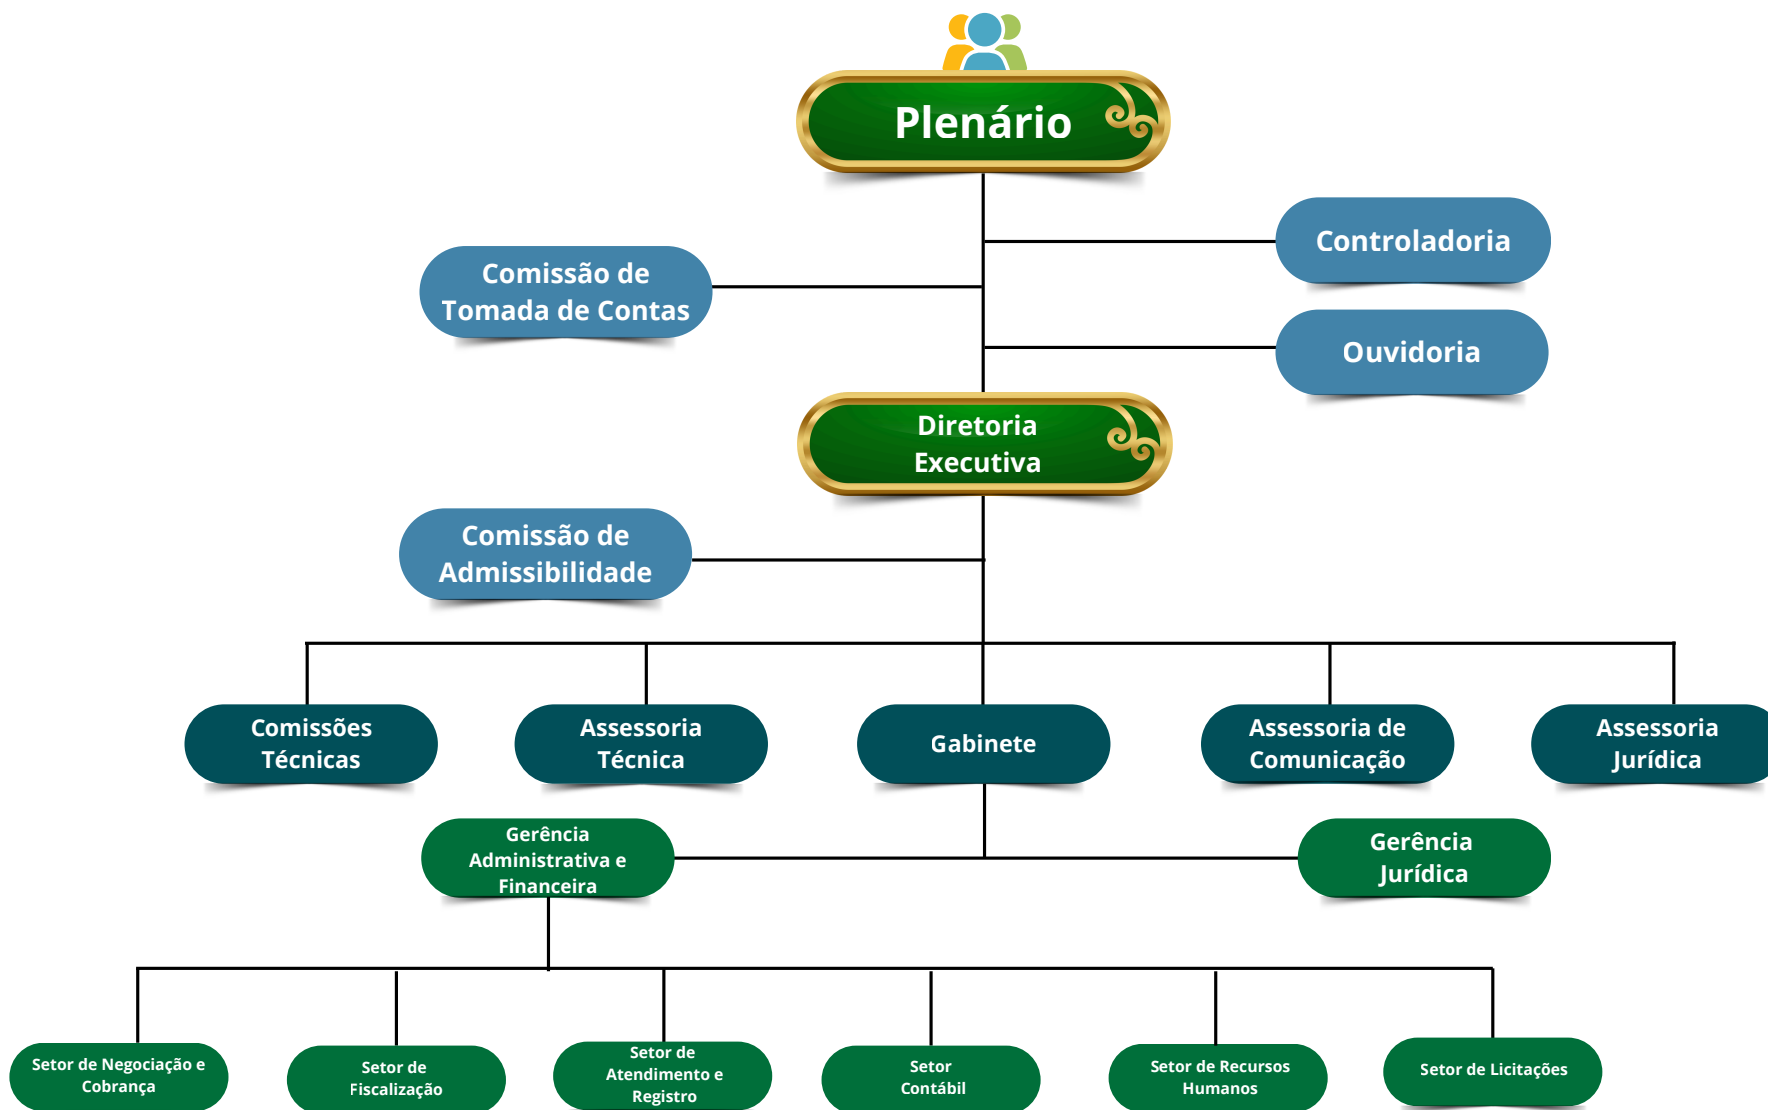 Plenário
Controladoria
Comissão de
Tomada de Contas
Ouvidoria
Diretoria
Executiva
Comissão de
Admissibilidade
Comissões
Técnicas
Assessoria
Técnica
Gabinete
Assessoria de
Comunicação
Assessoria
Jurídica
Gerência
Administrativa e
Financeira
Gerência
Jurídica
Setor de Negociação e
Cobrança
Setor de
Fiscalização
Setor de
Atendimento e
Registro
Setor
Contábil
Setor de Recursos
Humanos
Setor de Licitações